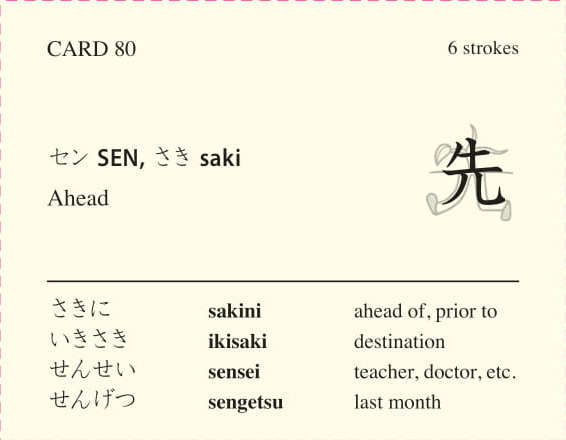 CARD 80 6 strokes
セン SEN, さき saki
Ahead
先
さきに sakini ahead of, prior to
いきさき ikisaki destination
せんせい sensei teacher, doctor, etc.
せんげつ sengetsu last month